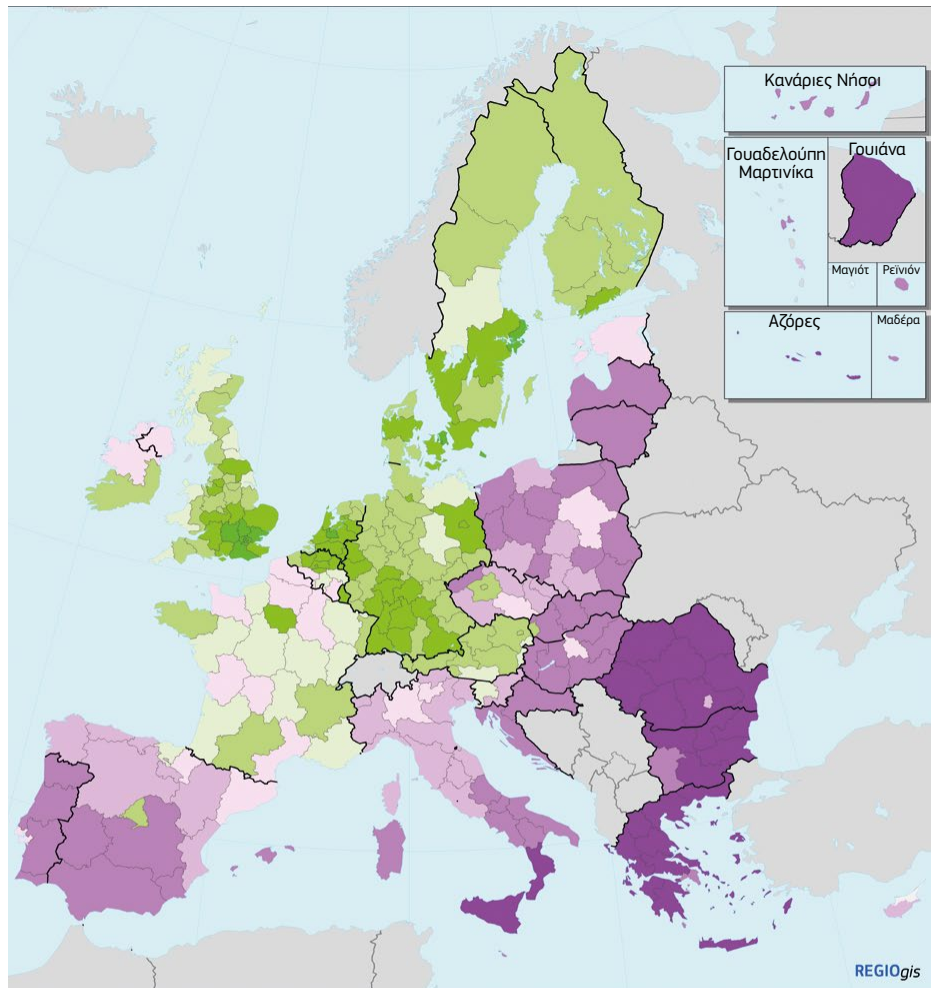 Κανάριες Νήσοι
Γουαδελούπη
Μαρτινίκα
Γουιάνα
Μαγιότ
Ρεϊνιόν
Αζόρες
Μαδέρα
REGIOgis